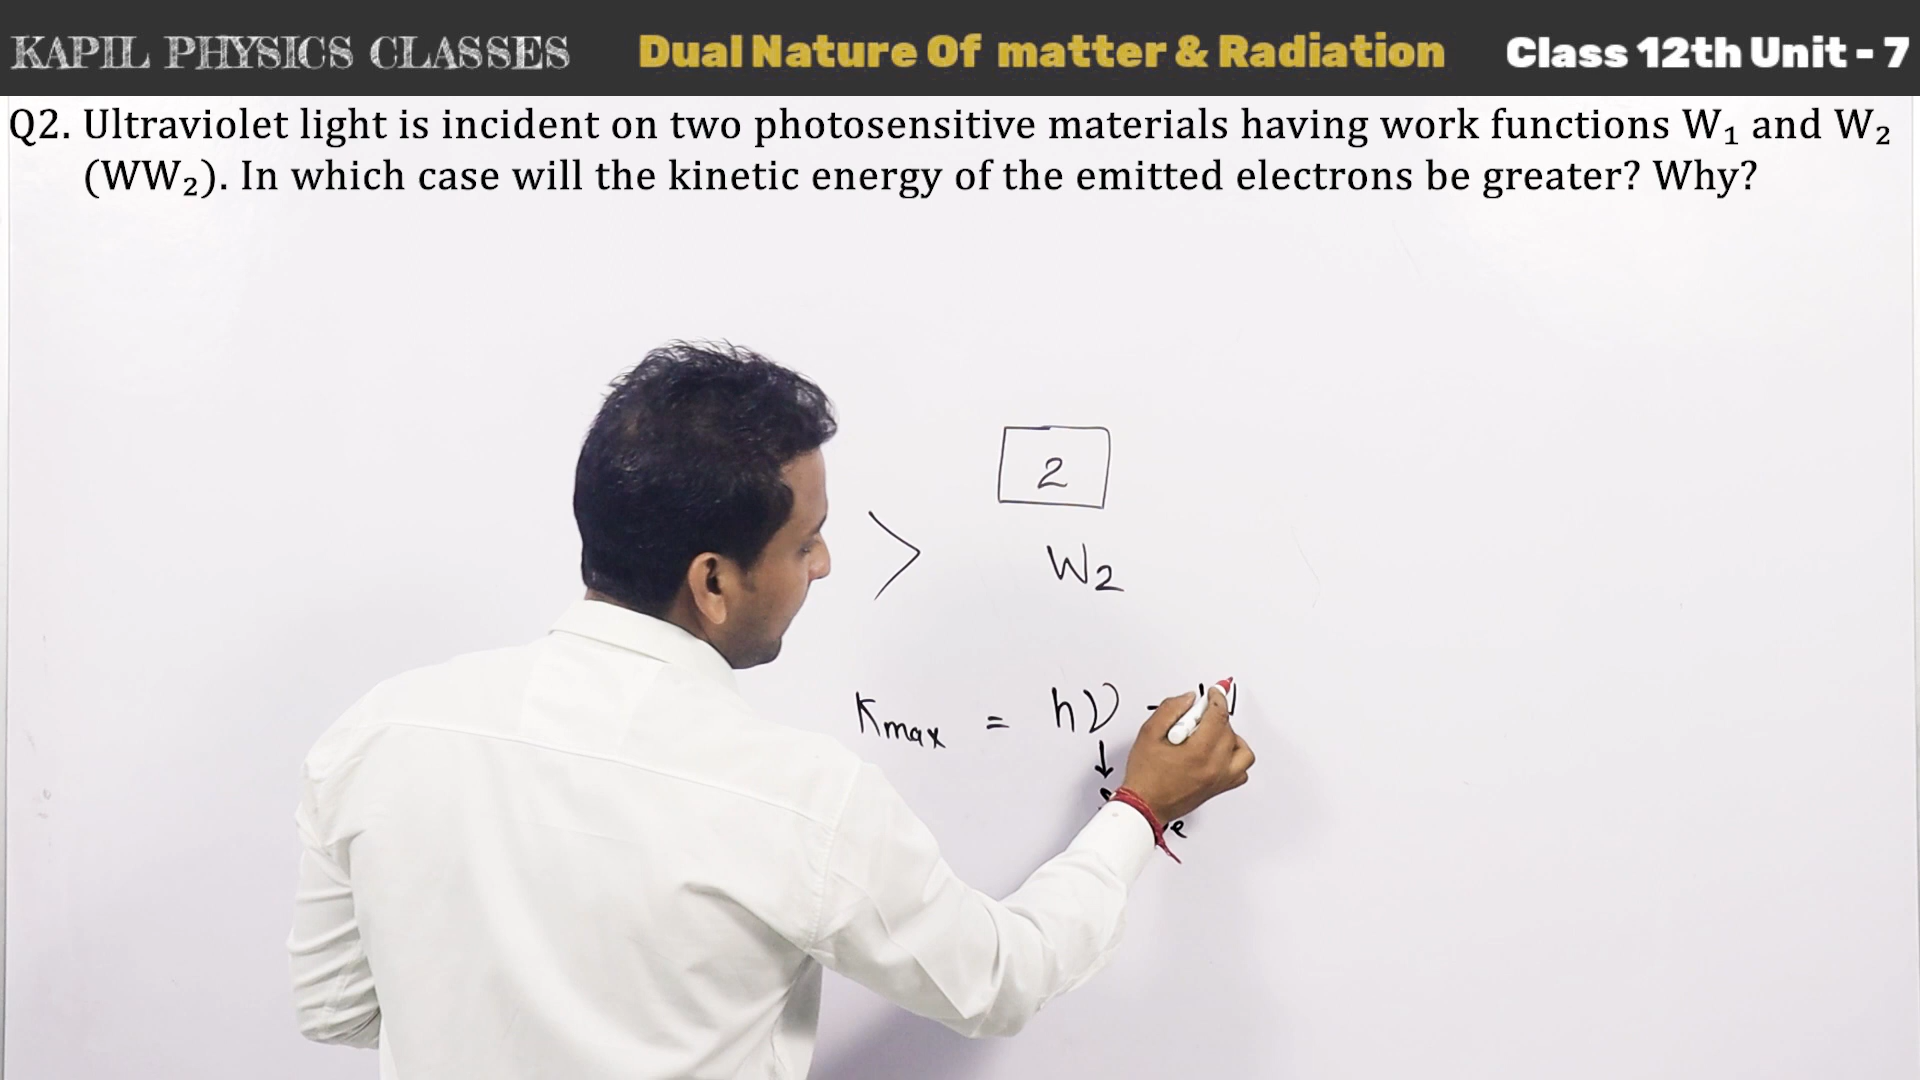 KAPIL PHYSICS CLASSES Dual Nature Of matter & Radiation Class 12th Unit - 7
Q2. Ultraviolet light is incident on two photosensitive materials having work functions W₁ and W₂
(WW₂). In which case will the kinetic energy of the emitted electrons be greater? Why?
2
>
W₂
Kmax = hν -